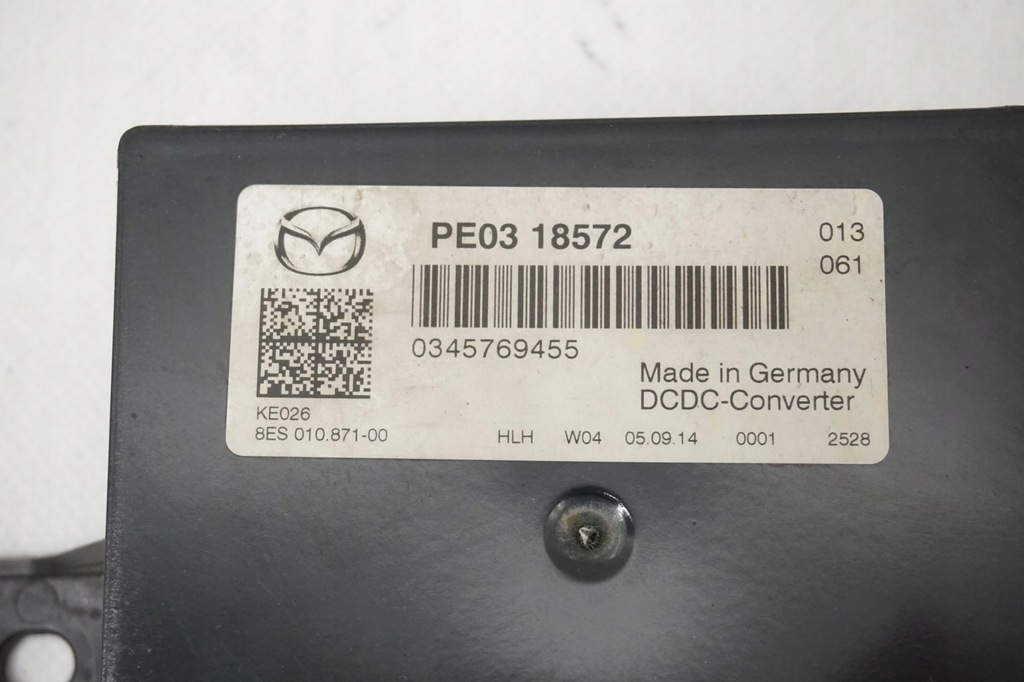 PE03 18572
013
061
0345769455
Made in Germany
DCDC-Converter
KE026
8ES 010.871-00 HLH W04 05.09.14 0001 2528